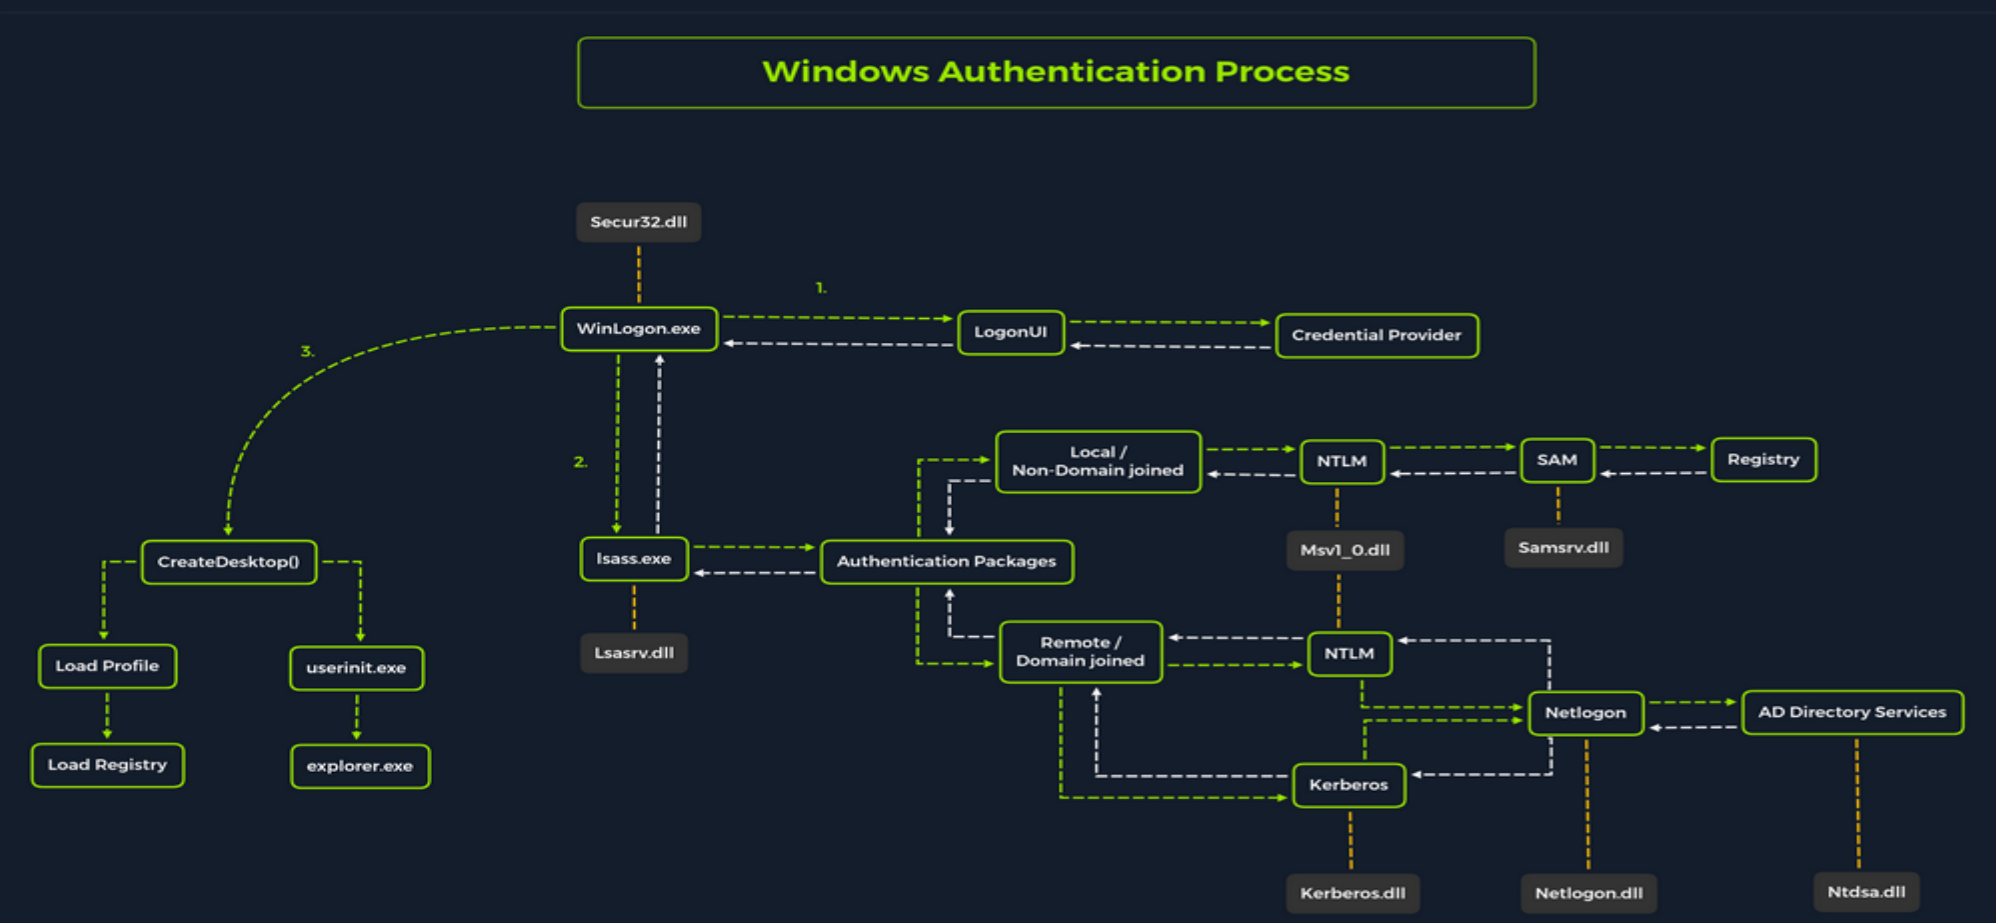 Windows Authentication Process
Secur32.dll
1.
WinLogon.exe
LogonUI
Credential Provider
3.
2.
Local /
Non-Domain joined
NTLM
SAM
Registry
Msv1_0.dll
Samsrv.dll
CreateDesktop()
lsass.exe
Authentication Packages
Lsasrv.dll
Remote /
Domain joined
NTLM
Load Profile
userinit.exe
Netlogon
AD Directory Services
Load Registry
explorer.exe
Kerberos
Kerberos.dll
Netlogon.dll
Ntdsa.dll